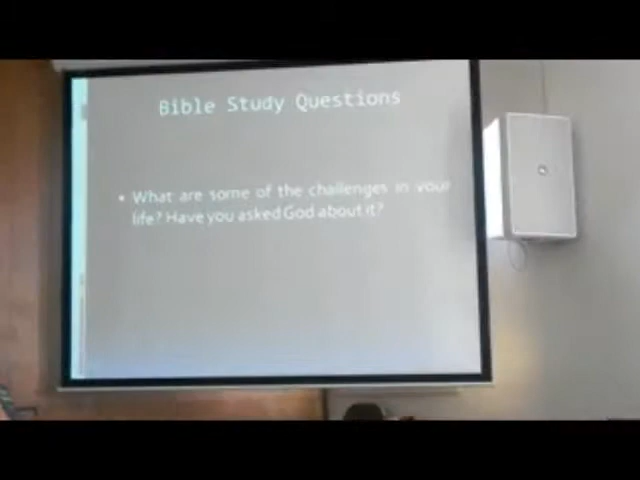 Bible Study Questions
• What are some of the challenges in your
life? Have you asked God about it?